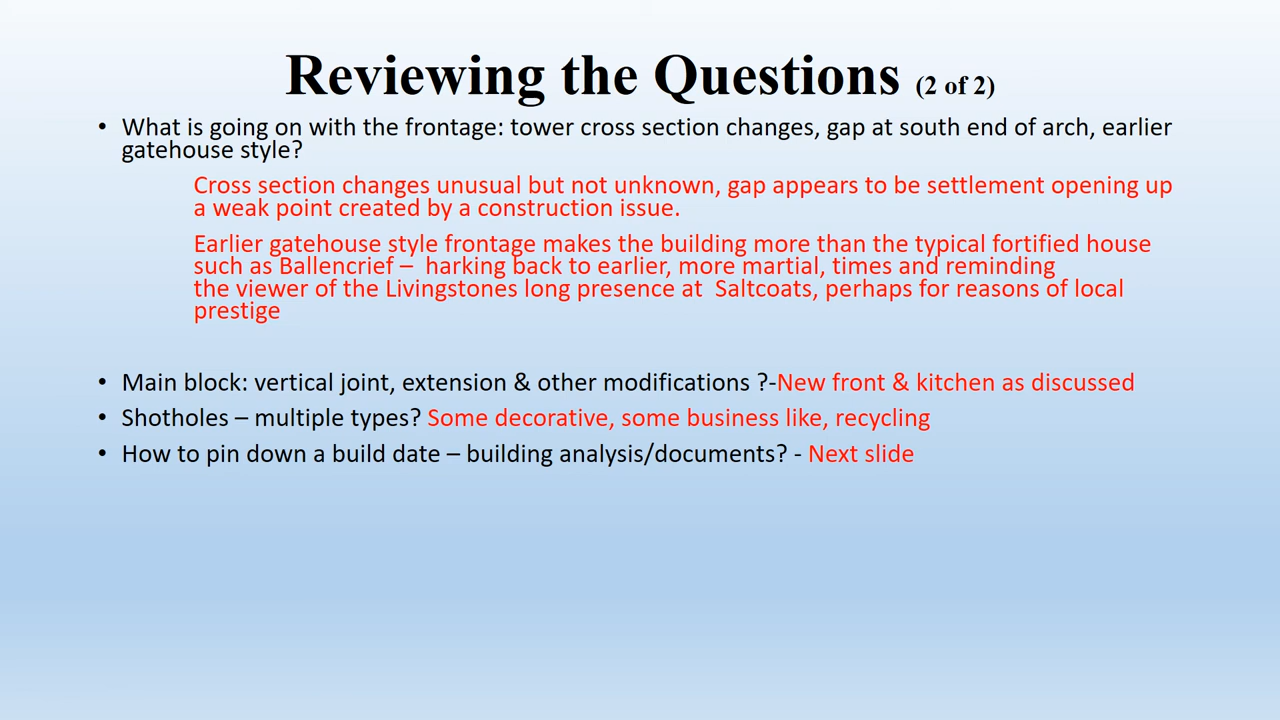 Reviewing the Questions (2 of 2)
• What is going on with the frontage: tower cross section changes, gap at south end of arch, earlier
gatehouse style?
Cross section changes unusual but not unknown, gap appears to be settlement opening up
a weak point created by a construction issue.
Earlier gatehouse style frontage makes the building more than the typical fortified house
such as Ballencrief – harking back to earlier, more martial, times and reminding
the viewer of the Livingstones long presence at Saltcoats, perhaps for reasons of local
prestige
• Main block: vertical joint, extension & other modifications ?-New front & kitchen as discussed
• Shotholes – multiple types? Some decorative, some business like, recycling
• How to pin down a build date – building analysis/documents? - Next slide